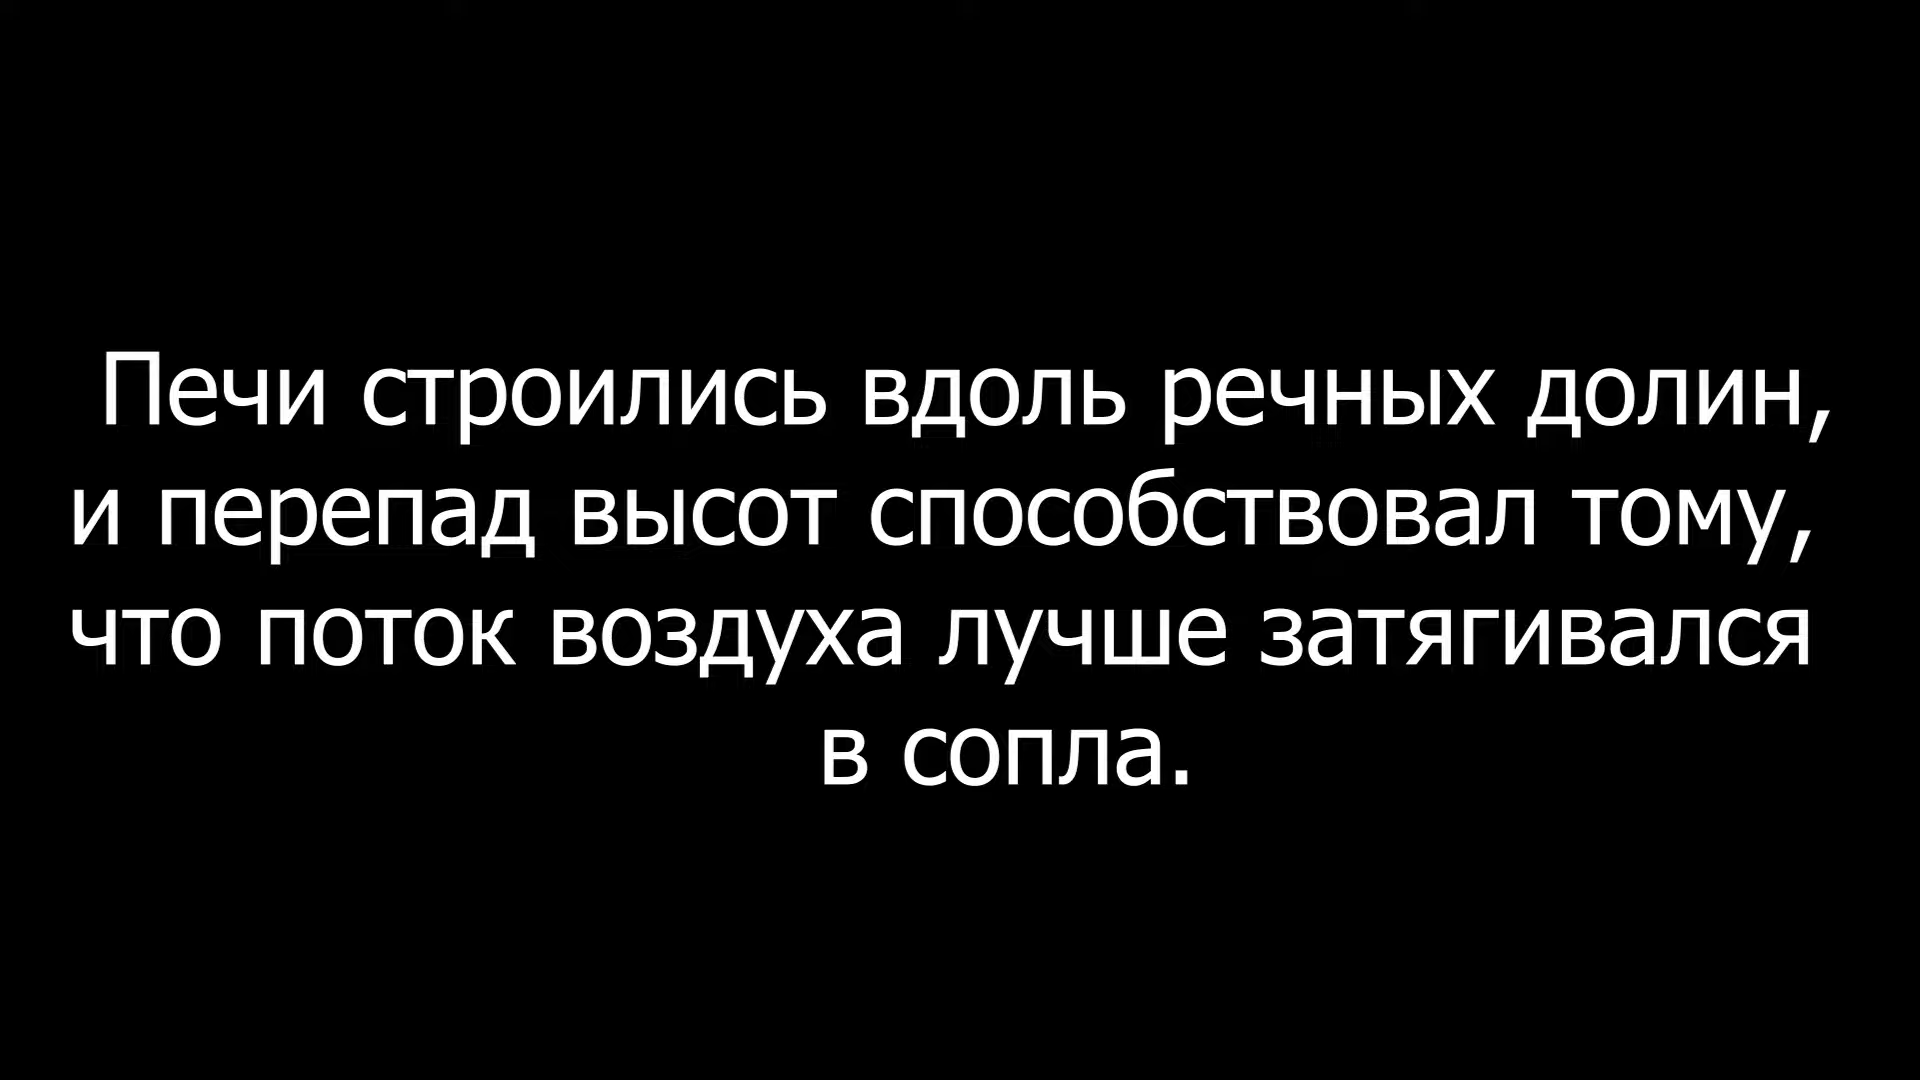 Печи строились вдоль речных долин,
и перепад высот способствовал тому,
что поток воздуха лучше затягивался
в сопла.